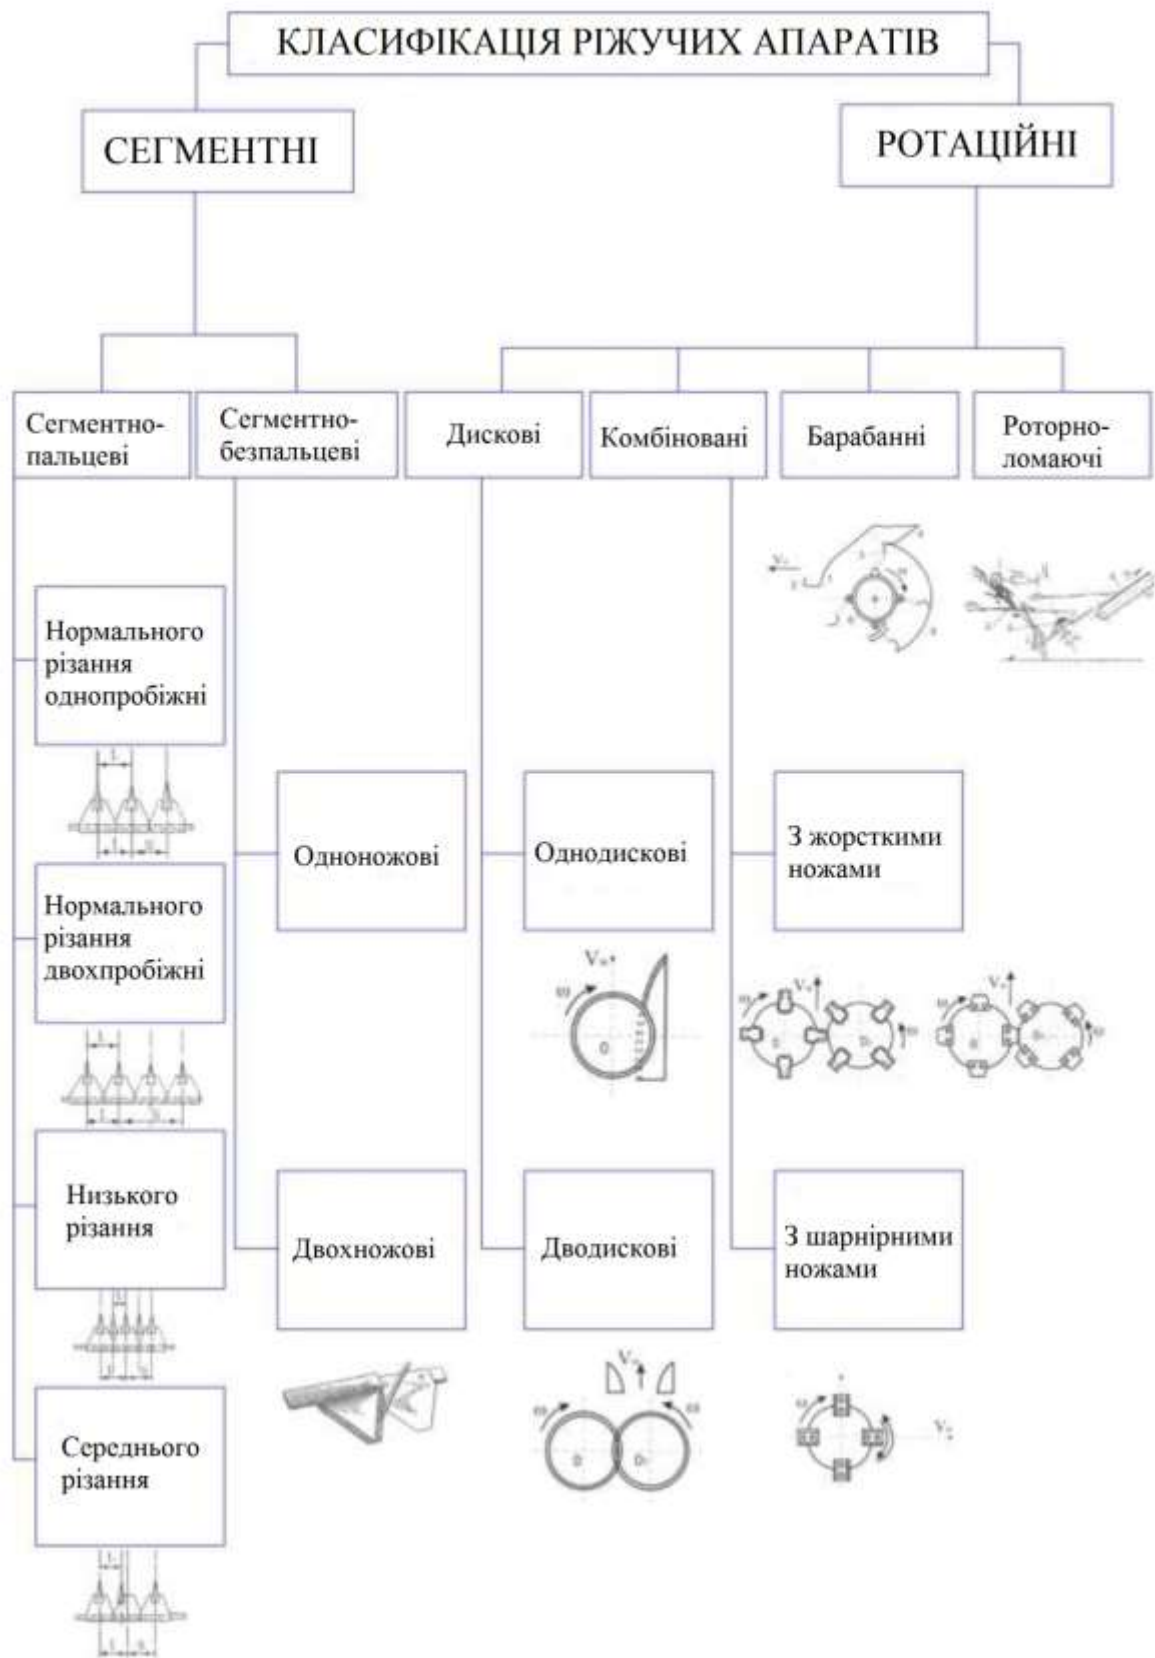 КЛАСИФІКАЦІЯ РІЖУЧИХ АПАРАТІВ
СЕГМЕНТНІ
РОТАЦІЙНІ
Сегментно-
пальцеві
Сегментно-
безпальцеві
Дискові
Комбіновані
Барабанні
Роторно-
ломаючі
Нормального
різання
однопробіжні
Одноножові
Однодискові
З жорсткими
ножами
Нормального
різання
двохпробіжні
Низького
різання
Двохножові
Дводискові
З шарнірними
ножами
Середнього
різання